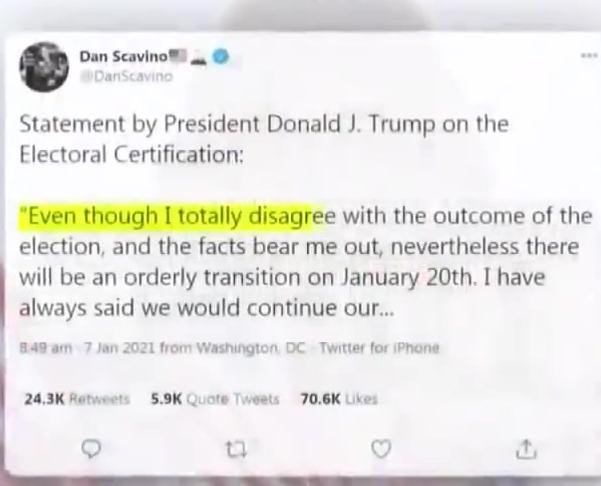 Dan Scavino
@DanScavino
Statement by President Donald J. Trump on the
Electoral Certification:
"Even though I totally disagree with the outcome of the
election, and the facts bear me out, nevertheless there
will be an orderly transition on January 20th. I have
always said we would continue our...
8:49 am · 7 Jan 2021 from Washington, DC · Twitter for iPhone
24.3K Retweets 5.9K Quote Tweets 70.6K Likes